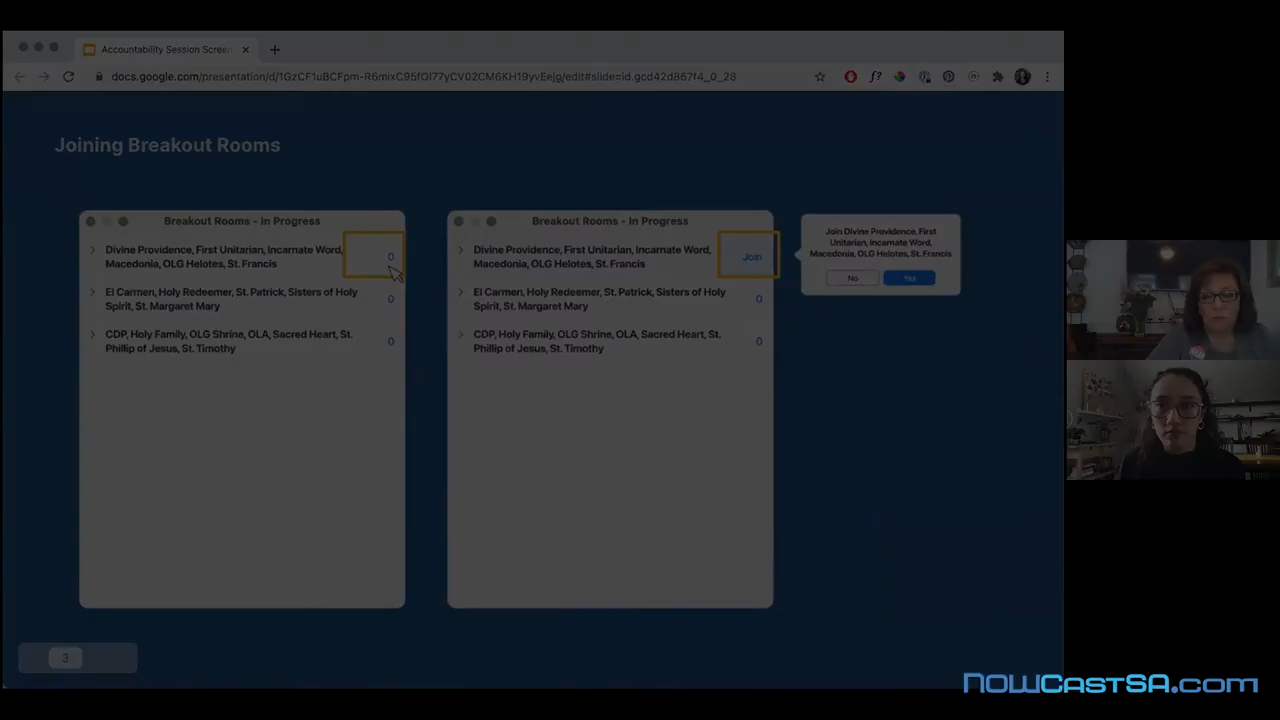 Accountability Session Screen
docs.google.com/presentation/d/1GzCF1uBCFpm-R6mixC95fOl77yCV02CM6KH19yvEejg/edit#slide=id.gcd42d867f4_0_28
Joining Breakout Rooms
Breakout Rooms - In Progress
Divine Providence, First Unitarian, Incarnate Word,
Macedonia, OLG Helotes, St. Francis
0
El Carmen, Holy Redeemer, St. Patrick, Sisters of Holy
Spirit, St. Margaret Mary
0
CDP, Holy Family, OLG Shrine, OLA, Sacred Heart, St.
Phillip of Jesus, St. Timothy
0
Breakout Rooms - In Progress
Divine Providence, First Unitarian, Incarnate Word,
Macedonia, OLG Helotes, St. Francis
Join
El Carmen, Holy Redeemer, St. Patrick, Sisters of Holy
Spirit, St. Margaret Mary
0
CDP, Holy Family, OLG Shrine, OLA, Sacred Heart, St.
Phillip of Jesus, St. Timothy
0
Join Divine Providence, First
Unitarian, Incarnate Word,
Macedonia, OLG Helotes, St. Francis
No
Yes
3
NOWCastSA.com